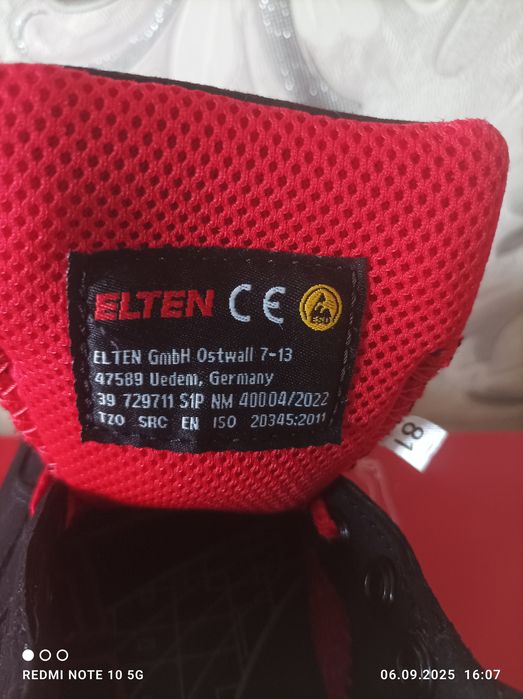 ELTEN CE ESD
ELTEN GmbH Ostwall 7-13
47589 Uedem, Germany
39 729711 S1P NM 40004/2022
TZO SRC EN ISO 20345:2011
81
REDMI NOTE 10 5G
06.09.2025 16:07